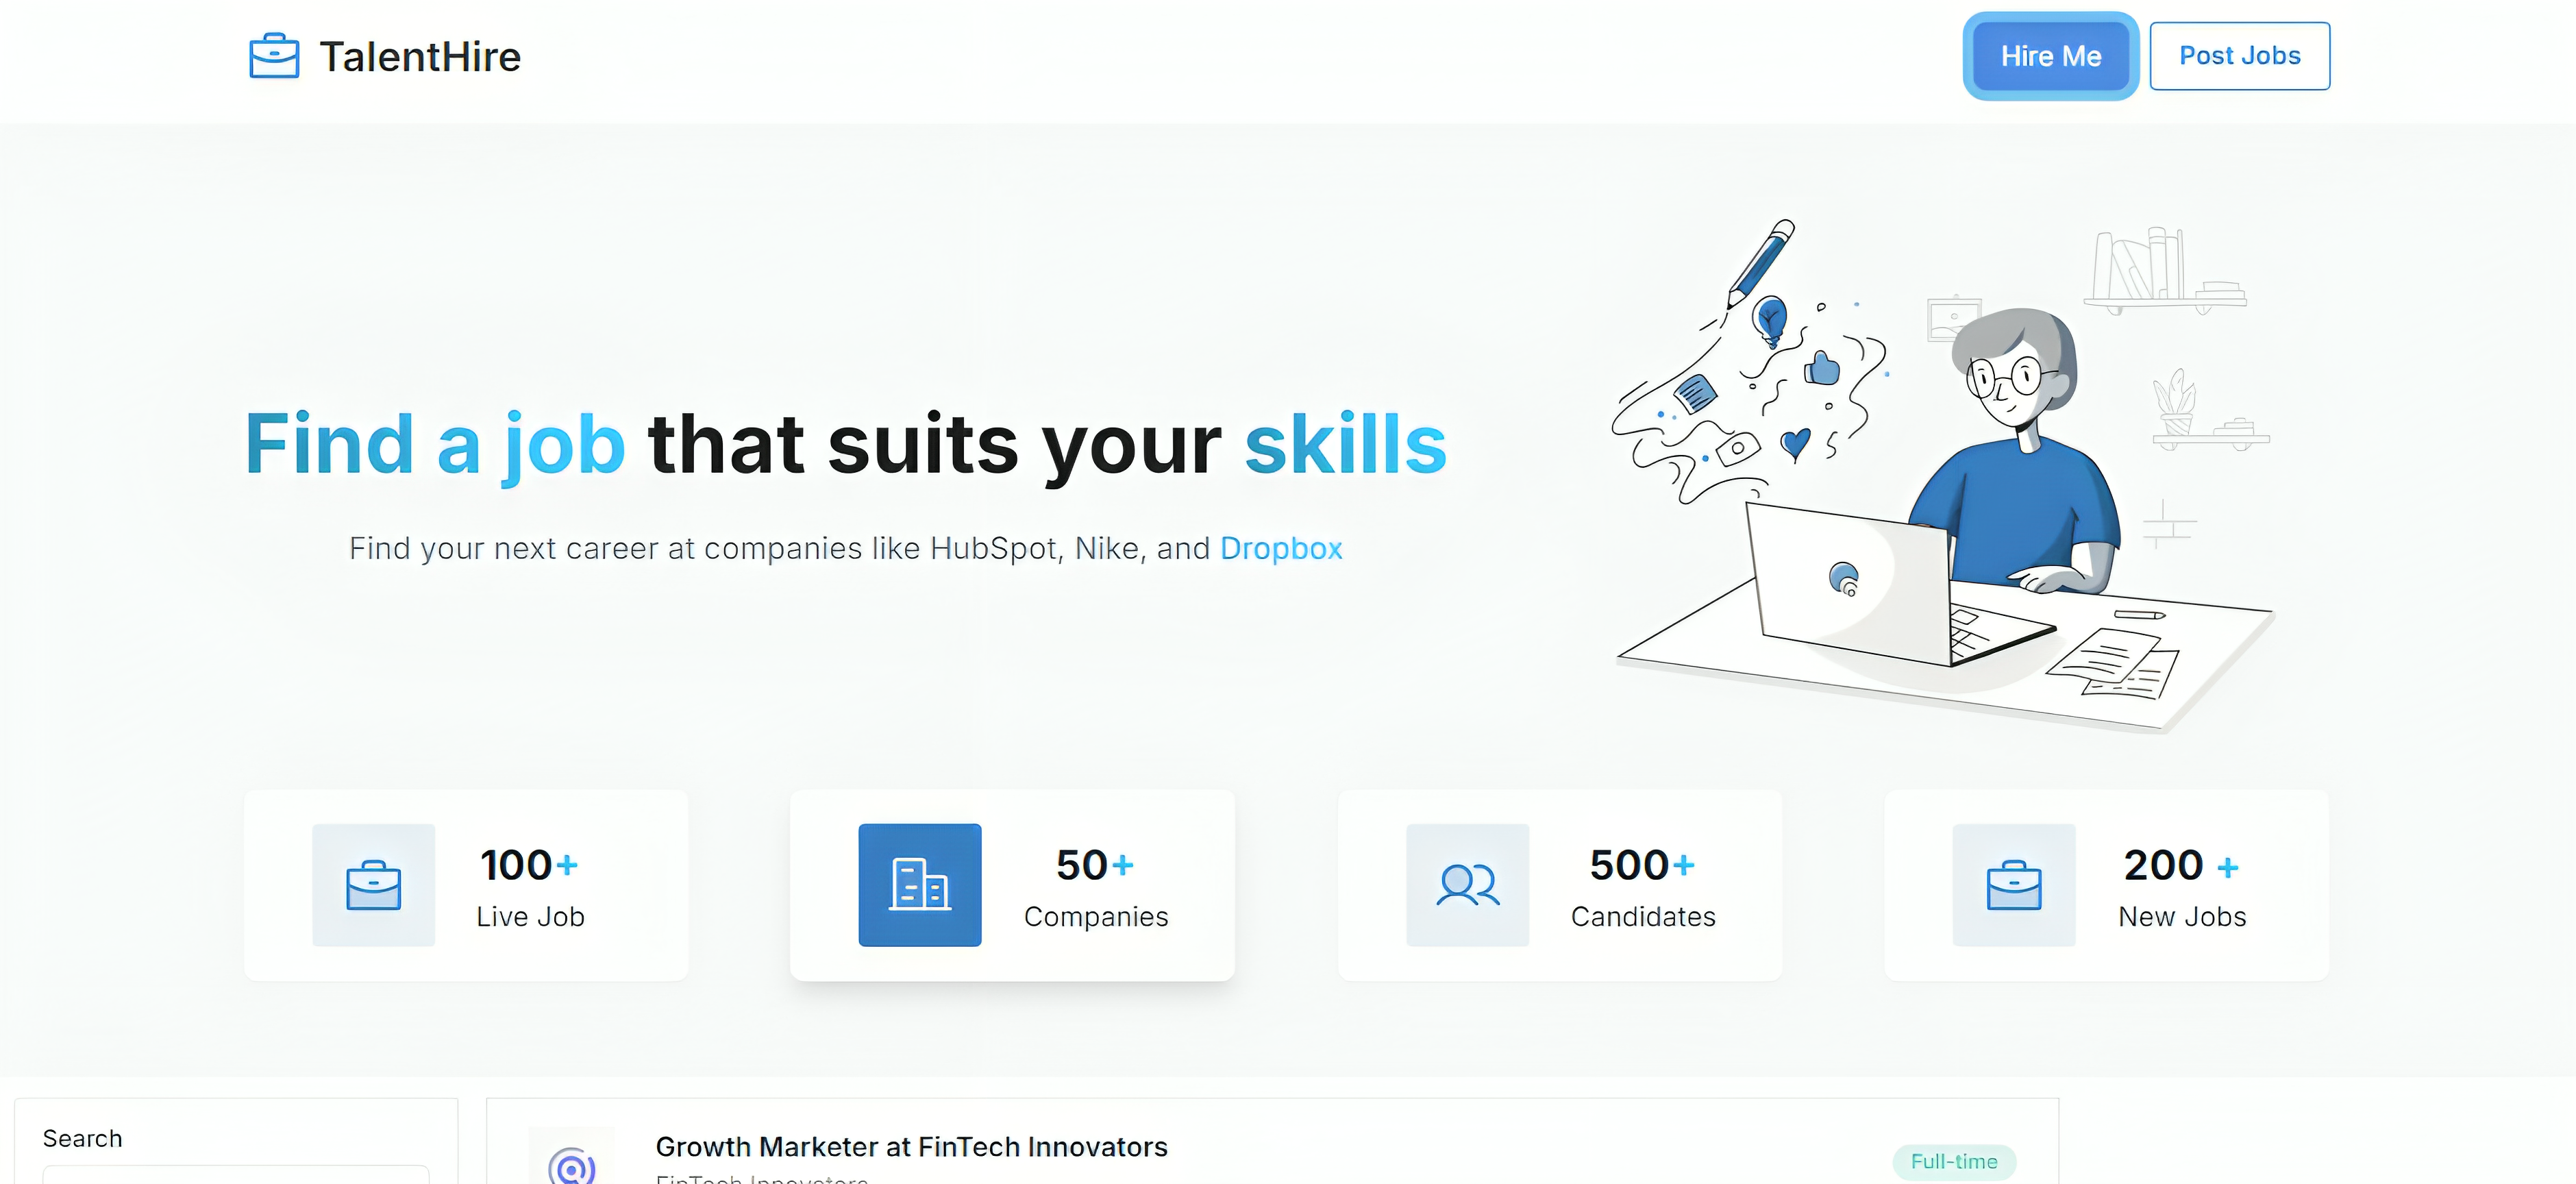 TalentHire
Hire Me
Post Jobs
Find a job that suits your skills
Find your next career at companies like HubSpot, Nike, and Dropbox
100+
Live Job
50+
Companies
500+
Candidates
200 +
New Jobs
Search
Growth Marketer at FinTech Innovators
Full-time
FinTech Innovators